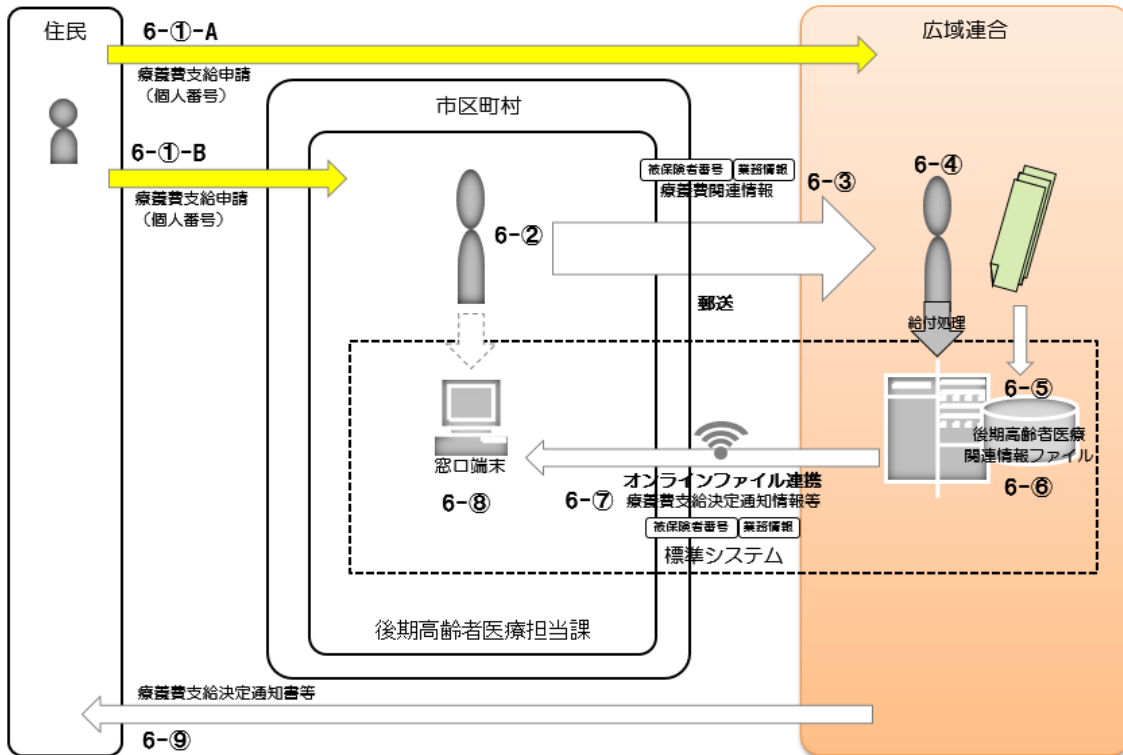 住民
6-①-A
広域連合
療養費支給申請
（個人番号）
市区町村
6-①-B
療養費支給申請
（個人番号）
被保険者番号 業務情報
療養費関連情報
6-③
6-④
6-②
郵送
給付処理
6-⑤
後期高齢者医療
関連情報ファイル
6-⑥
窓口端末
6-⑧
6-⑦
オンラインファイル連携
療養費支給決定通知情報等
被保険者番号 業務情報
標準システム
後期高齢者医療担当課
療養費支給決定通知書等
6-⑨